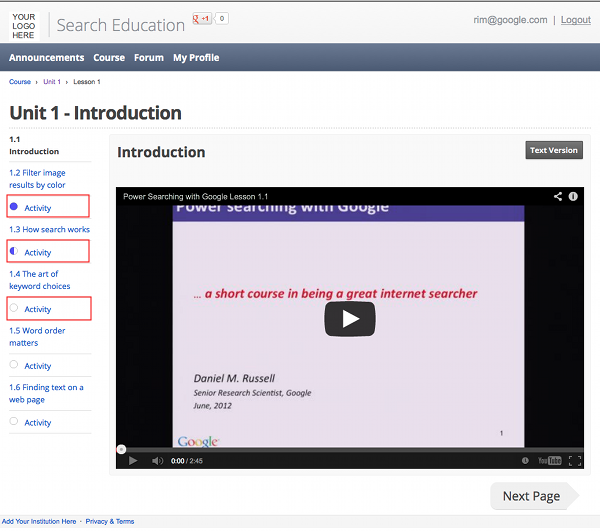 YOUR
LOGO
HERE
Search Education
g +1 0
rim@google.com | Logout
Announcements Course Forum My Profile
Course › Unit 1 › Lesson 1
Unit 1 - Introduction
1.1
Introduction
1.2 Filter image
results by color
Activity
1.3 How search works
Activity
1.4 The art of
keyword choices
Activity
1.5 Word order
matters
Activity
1.6 Finding text on a
web page
Activity
Introduction
Text Version
Power Searching with Google Lesson 1.1
Power Searching with Google
... a short course in being a great internet searcher
Daniel M. Russell
Senior Research Scientist, Google
June, 2012
Google
1
0:00 / 2:45
YouTube
Next Page
Add Your Institution Here · Privacy & Terms